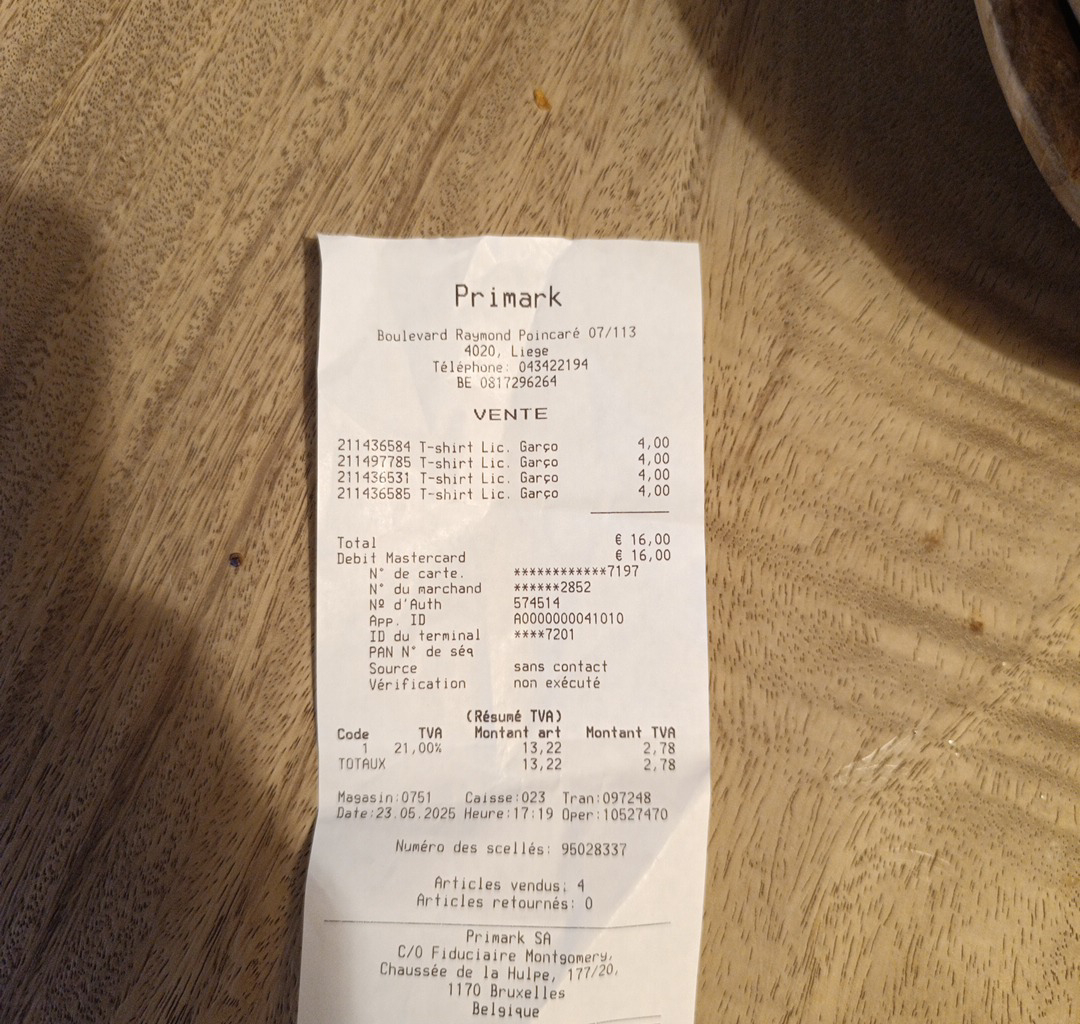 Primark
Boulevard Raymond Poincaré 07/113
4020, Liege
Téléphone: 043422194
BE 0817296264
VENTE
211436584 T-shirt Lic. Garço 4,00
211497785 T-shirt Lic. Garço 4,00
211436531 T-shirt Lic. Garço 4,00
211436585 T-shirt Lic. Garço 4,00
Total € 16,00
Debit Mastercard € 16,00
N° de carte. ************7197
N° du marchand ******2852
Nº d'Auth 574514
App. ID A0000000041010
ID du terminal ****7201
PAN N° de séq
Source sans contact
Vérification non exécuté
(Résumé TVA)
Code TVA Montant art Montant TVA
1 21,00% 13,22 2,78
TOTAUX 13,22 2,78
Magasin:0751 Caisse:023 Tran:097248
Date:23.05.2025 Heure:17:19 Oper:10527470
Numéro des scellés: 95028337
Articles vendus: 4
Articles retournés: 0
Primark SA
C/O Fiduciaire Montgomery,
Chaussée de la Hulpe, 177/20,
1170 Bruxelles
Belgique